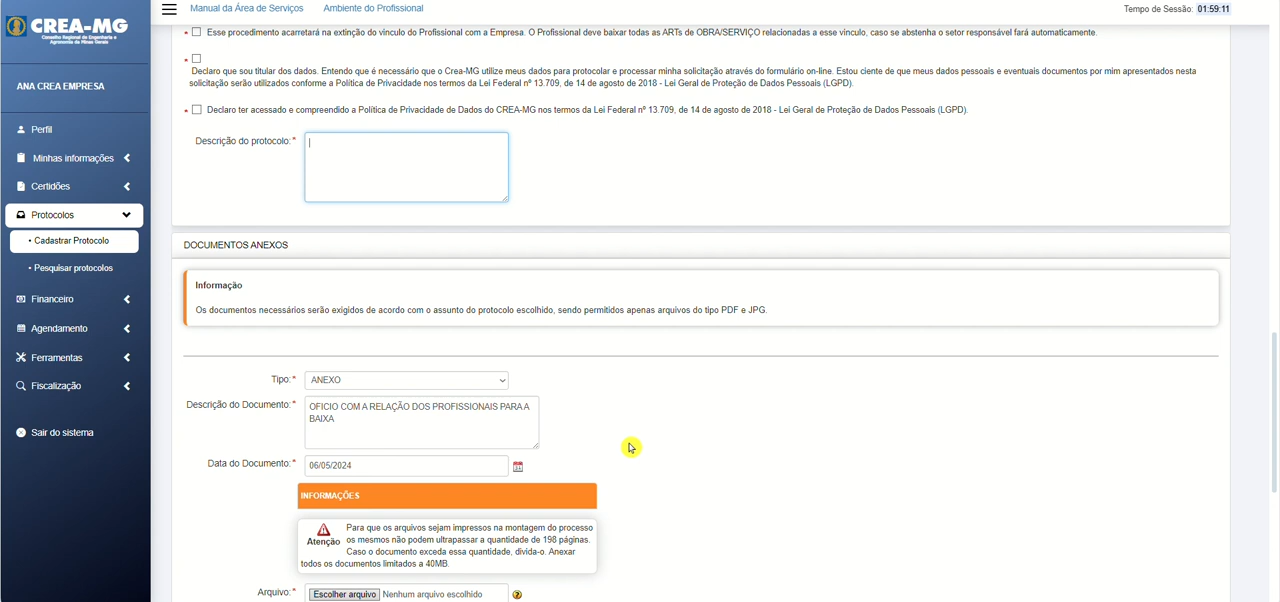 Manual da Área de Serviços
Ambiente do Profissional
Tempo de Sessão: 01:59:11
CREA-MG
Conselho Regional de Engenharia e
Agronomia de Minas Gerais
ANA CREA EMPRESA
Perfil
Minhas informações
Certidões
Protocolos
• Cadastrar Protocolo
• Pesquisar protocolos
Financeiro
Agendamento
Ferramentas
Fiscalização
Sair do sistema
* Esse procedimento acarretará na extinção do vinculo do Profissional com a Empresa. O Profissional deve baixar todas as ARTs de OBRA/SERVIÇO relacionadas a esse vinculo, caso se abstenha o setor responsável fará automaticamente.
*
Declaro que sou titular dos dados. Entendo que é necessário que o Crea-MG utilize meus dados para protocolar e processar minha solicitação através do formulário on-line. Estou ciente de que meus dados pessoais e eventuais documentos por mim apresentados nesta
solicitação serão utilizados conforme a Política de Privacidade nos termos da Lei Federal nº 13.709, de 14 de agosto de 2018 - Lei Geral de Proteção de Dados Pessoais (LGPD).
* Declaro ter acessado e compreendido a Política de Privacidade de Dados do CREA-MG nos termos da Lei Federal nº 13.709, de 14 de agosto de 2018 - Lei Geral de Proteção de Dados Pessoais (LGPD).
Descrição do protocolo:*
DOCUMENTOS ANEXOS
Informação
Os documentos necessários serão exigidos de acordo com o assunto do protocolo escolhido, sendo permitidos apenas arquivos do tipo PDF e JPG.
Tipo:* ANEXO
Descrição do Documento:* OFICIO COM A RELAÇÃO DOS PROFISSIONAIS PARA A
BAIXA
Data do Documento:* 06/05/2024
INFORMAÇÕES
Atenção
Para que os arquivos sejam impressos na montagem do processo
os mesmos não podem ultrapassar a quantidade de 198 páginas.
Caso o documento exceda essa quantidade, divida-o. Anexar
todos os documentos limitados a 40MB.
Arquivo:* Escolher arquivo Nenhum arquivo escolhido